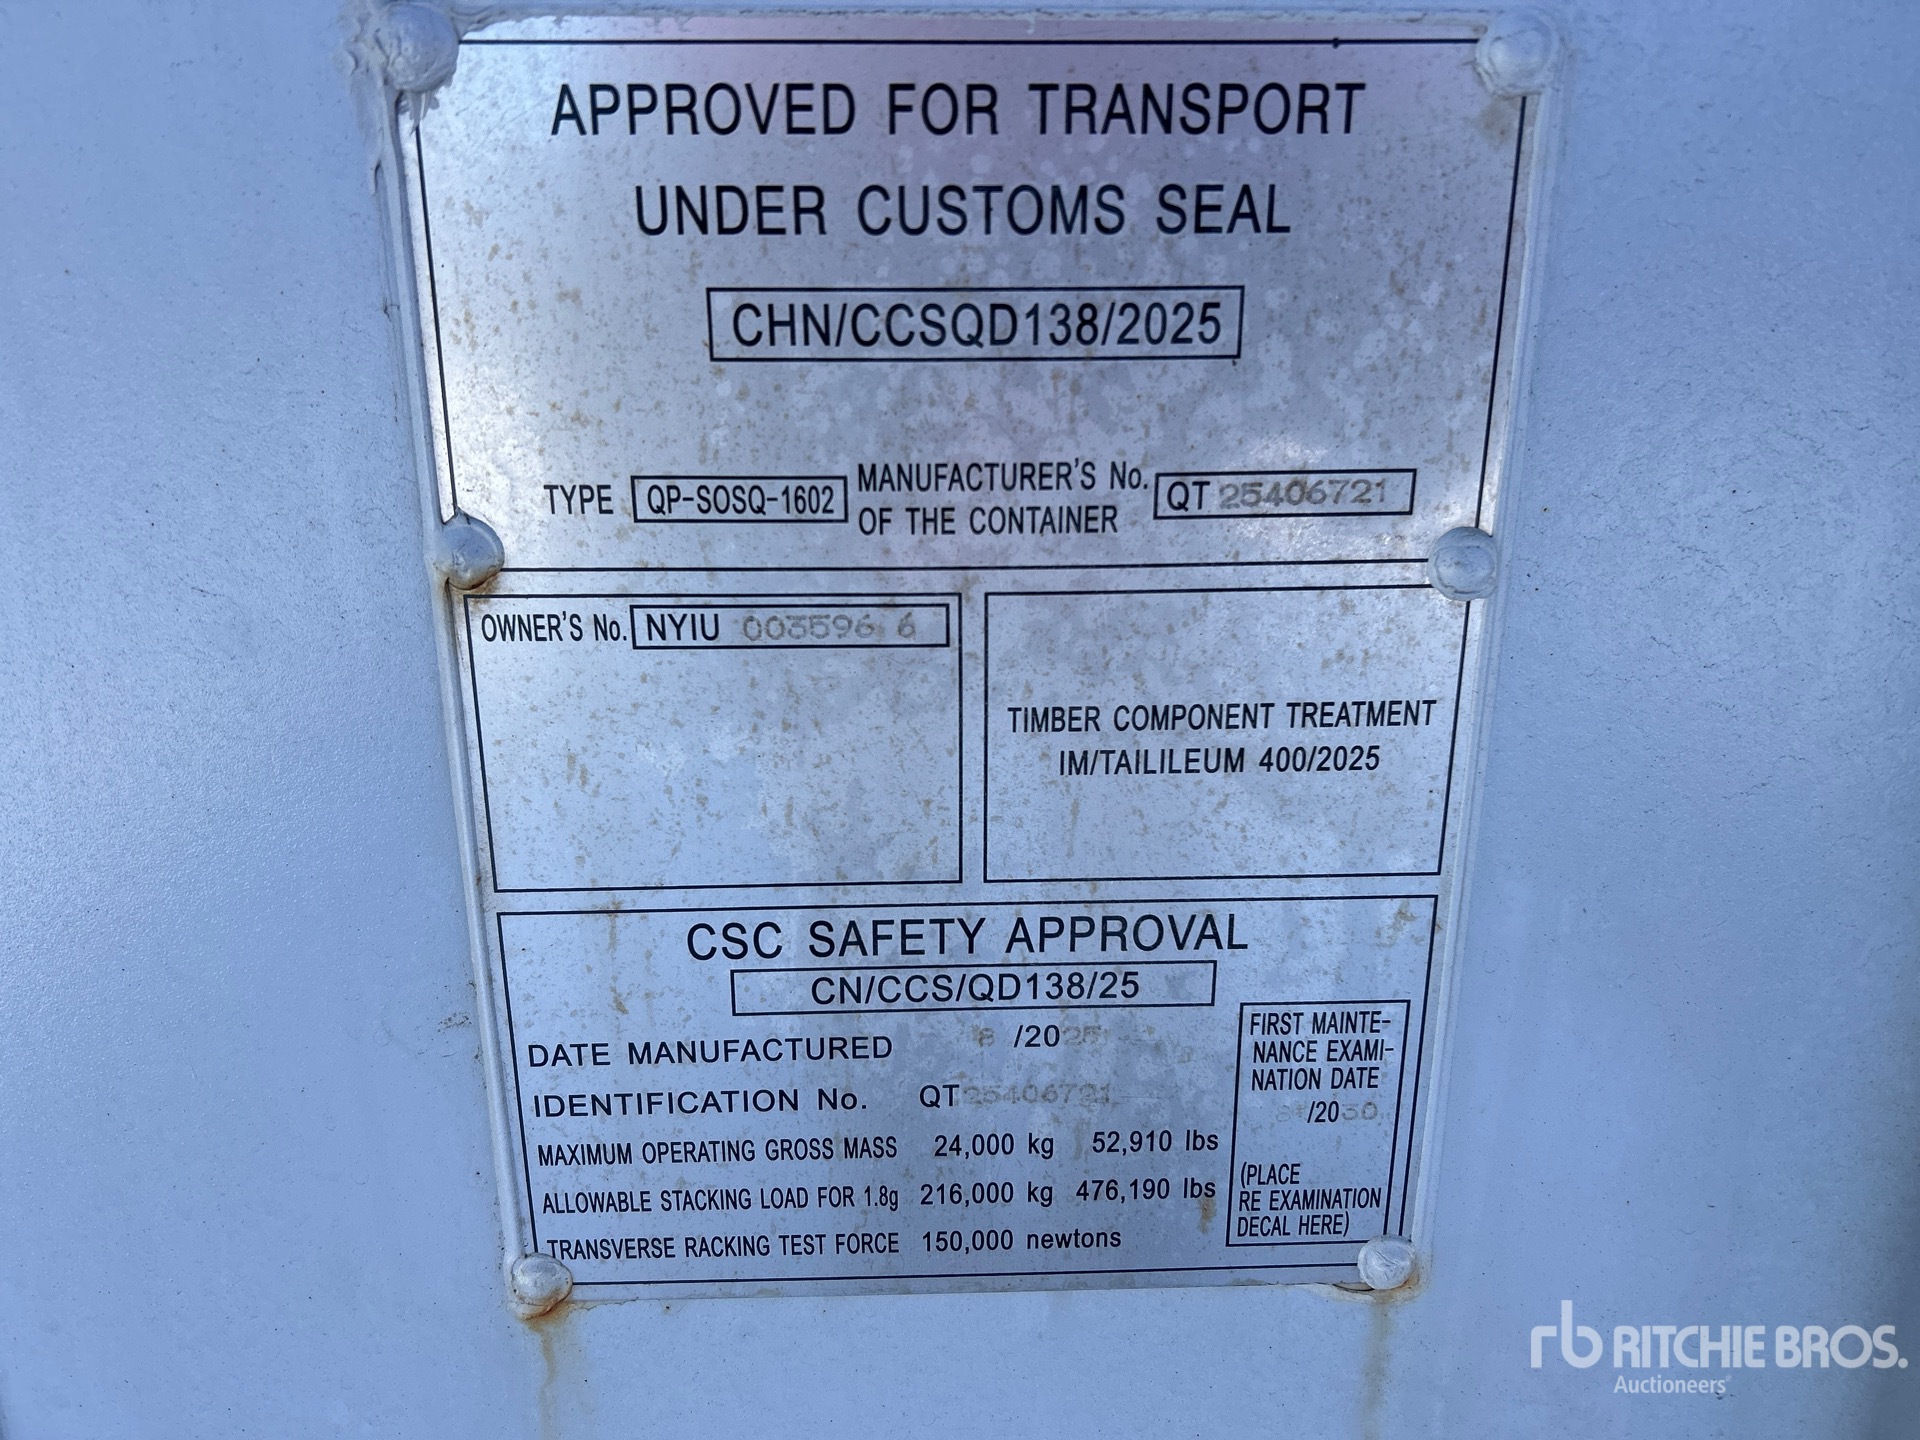 APPROVED FOR TRANSPORT
UNDER CUSTOMS SEAL
CHN/CCSQD138/2025
TYPE QP-SOSQ-1602 MANUFACTURER'S No. OF THE CONTAINER QT 25406721
OWNER'S No. NYIU 003596 6
TIMBER COMPONENT TREATMENT
IM/TAILILEUM 400/2025
CSC SAFETY APPROVAL
CN/CCS/QD138/25
DATE MANUFACTURED 8 /2025
IDENTIFICATION No. QT25406721
MAXIMUM OPERATING GROSS MASS 24,000 kg 52,910 lbs
ALLOWABLE STACKING LOAD FOR 1.8g 216,000 kg 476,190 lbs
TRANSVERSE RACKING TEST FORCE 150,000 newtons
FIRST MAINTE-
NANCE EXAMI-
NATION DATE
8 /2030
(PLACE
RE EXAMINATION
DECAL HERE)
rb RITCHIE BROS.
Auctioneers